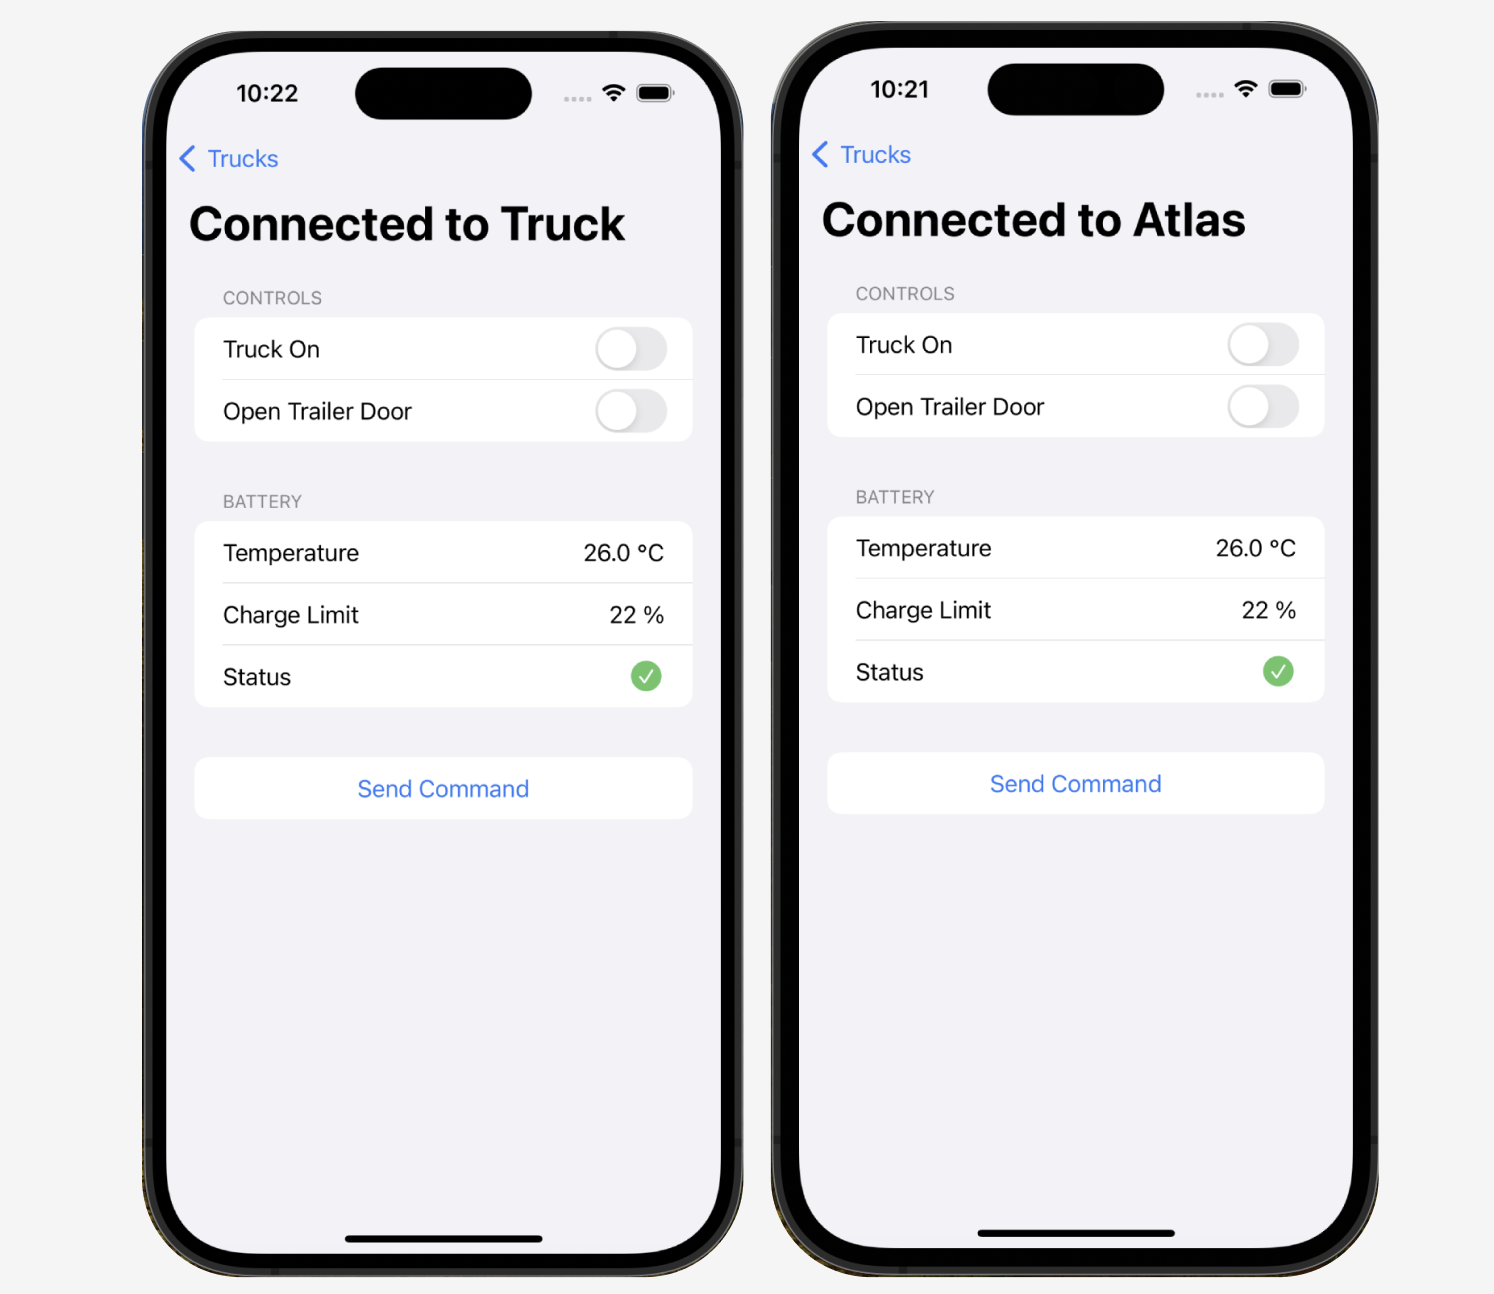 10:22
Trucks
Connected to Truck
CONTROLS
Truck On
Open Trailer Door
BATTERY
Temperature 26.0 °C
Charge Limit 22 %
Status
Send Command
10:21
Trucks
Connected to Atlas
CONTROLS
Truck On
Open Trailer Door
BATTERY
Temperature 26.0 °C
Charge Limit 22 %
Status
Send Command